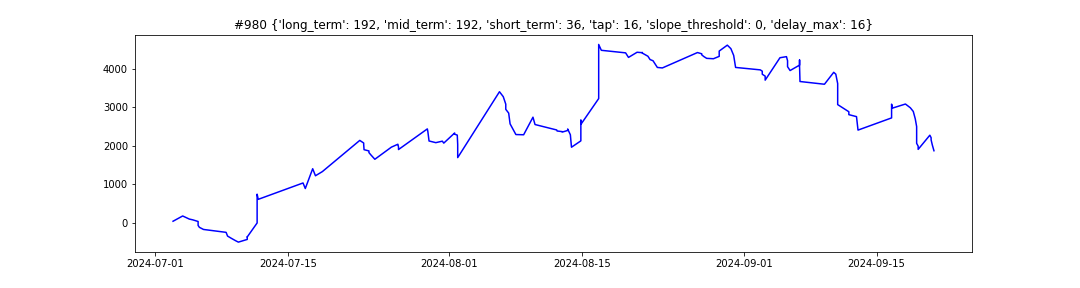 #980 {'long_term': 192, 'mid_term': 192, 'short_term': 36, 'tap': 16, 'slope_threshold': 0, 'delay_max': 16}
4000
3000
2000
1000
0
2024-07-01 2024-07-15 2024-08-01 2024-08-15 2024-09-01 2024-09-15